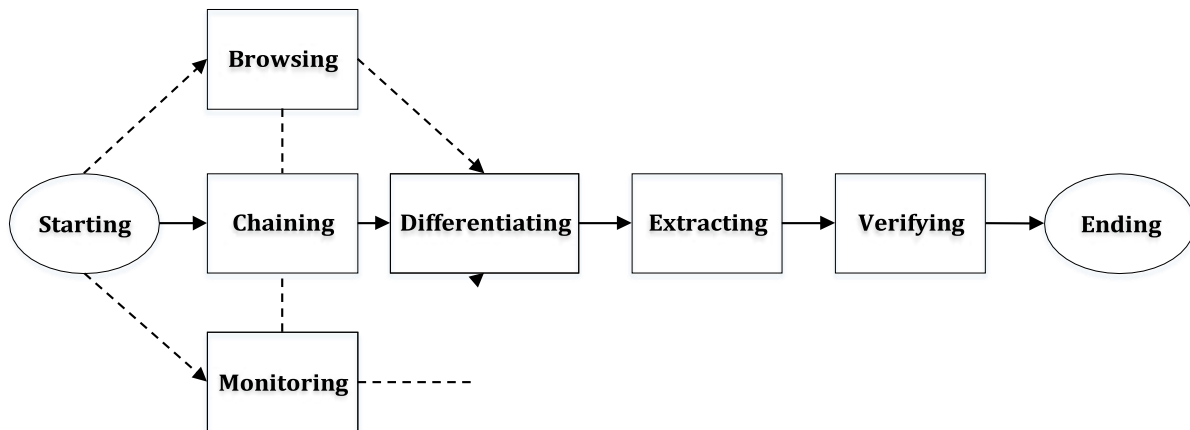 Browsing
Starting
Chaining
Differentiating
Extracting
Verifying
Ending
Monitoring